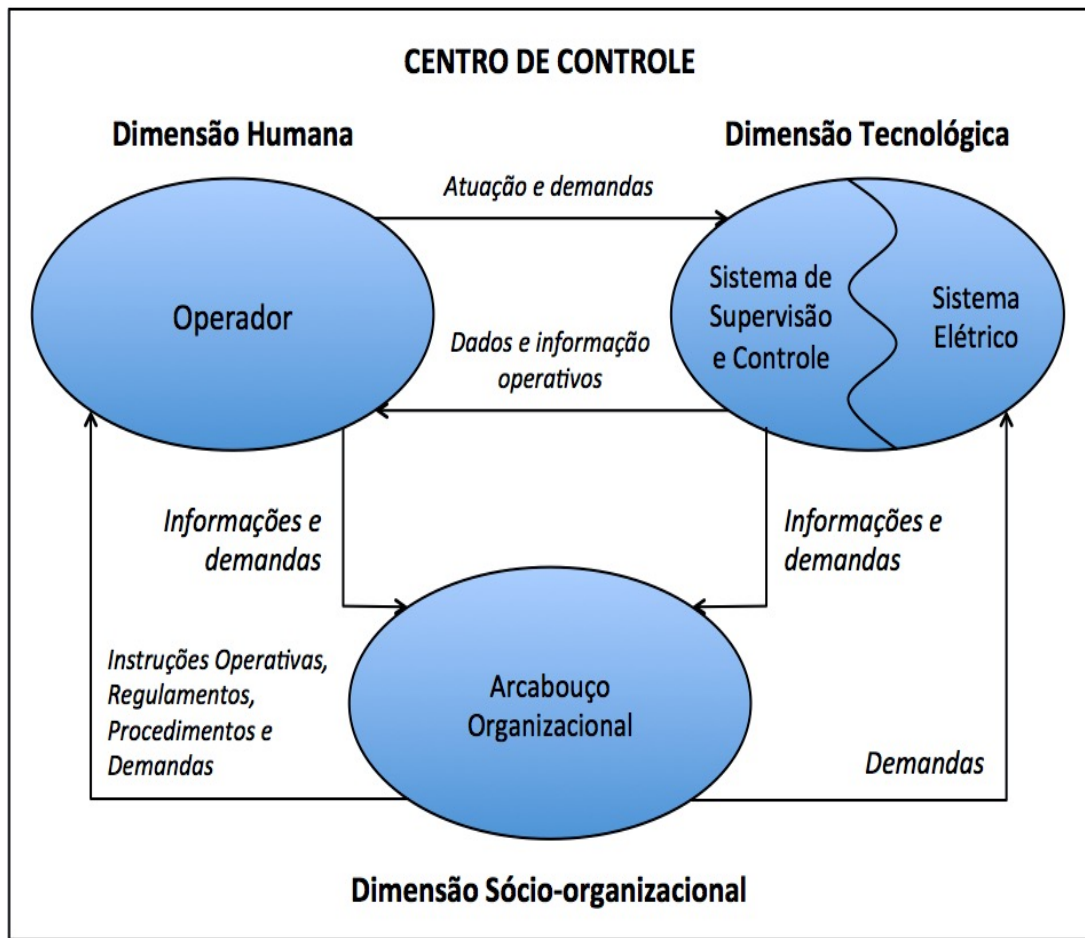 CENTRO DE CONTROLE
Dimensão Humana
Dimensão Tecnológica
Atuação e demandas
Operador
Sistema de
Supervisão
e Controle
Sistema
Elétrico
Dados e informação
operativos
Informações e
demandas
Informações e
demandas
Instruções Operativas,
Regulamentos,
Procedimentos e
Demandas
Arcabouço
Organizacional
Demandas
Dimensão Sócio-organizacional